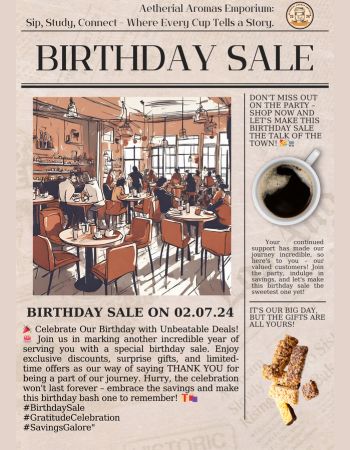 Aetherial Aromas Emporium:
Sip, Study, Connect - Where Every Cup Tells a Story.
BIRTHDAY SALE
DON'T MISS OUT
ON THE PARTY –
SHOP NOW AND
LET'S MAKE THIS
BIRTHDAY SALE
THE TALK OF THE
TOWN! 🎉🛒
Your continued
support has made our
journey incredible, so
here's to you – our
valued customers! Join
the party, indulge in
savings, and let's make
this birthday sale the
sweetest one yet!
IT'S OUR BIG DAY,
BUT THE GIFTS ARE
ALL YOURS!
BIRTHDAY SALE ON 02.07.24
🎉 Celebrate Our Birthday with Unbeatable Deals!
🎂 Join us in marking another incredible year of
serving you with a special birthday sale. Enjoy
exclusive discounts, surprise gifts, and limited-
time offers as our way of saying THANK YOU for
being a part of our journey. Hurry, the celebration
won't last forever – embrace the savings and make
this birthday bash one to remember! 🎁🛍️
#BirthdaySale
#GratitudeCelebration
#SavingsGalore"